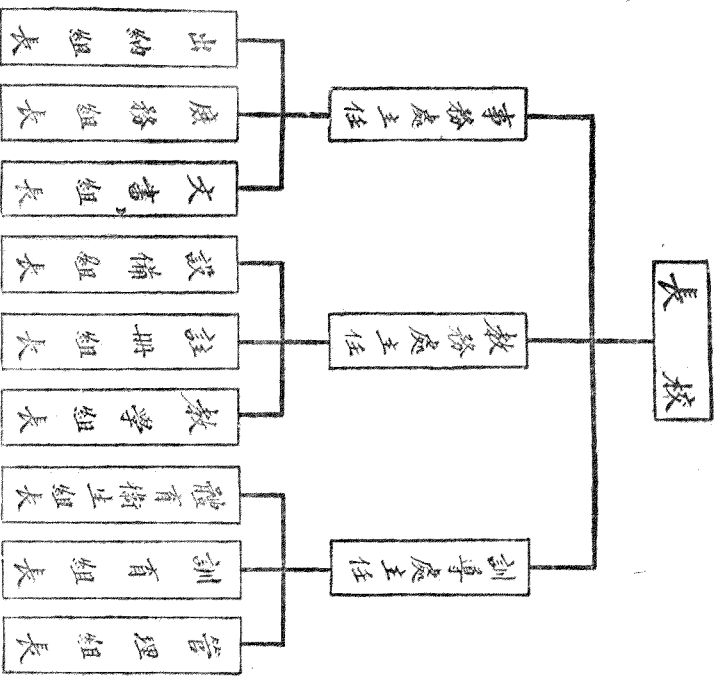 校長
訓導處主任
教務處主任
事務處主任
管理組長
訓育組長
體育衛生組長
教學組長
註冊組長
設備組長
文書組長
庶務組長
出納組長